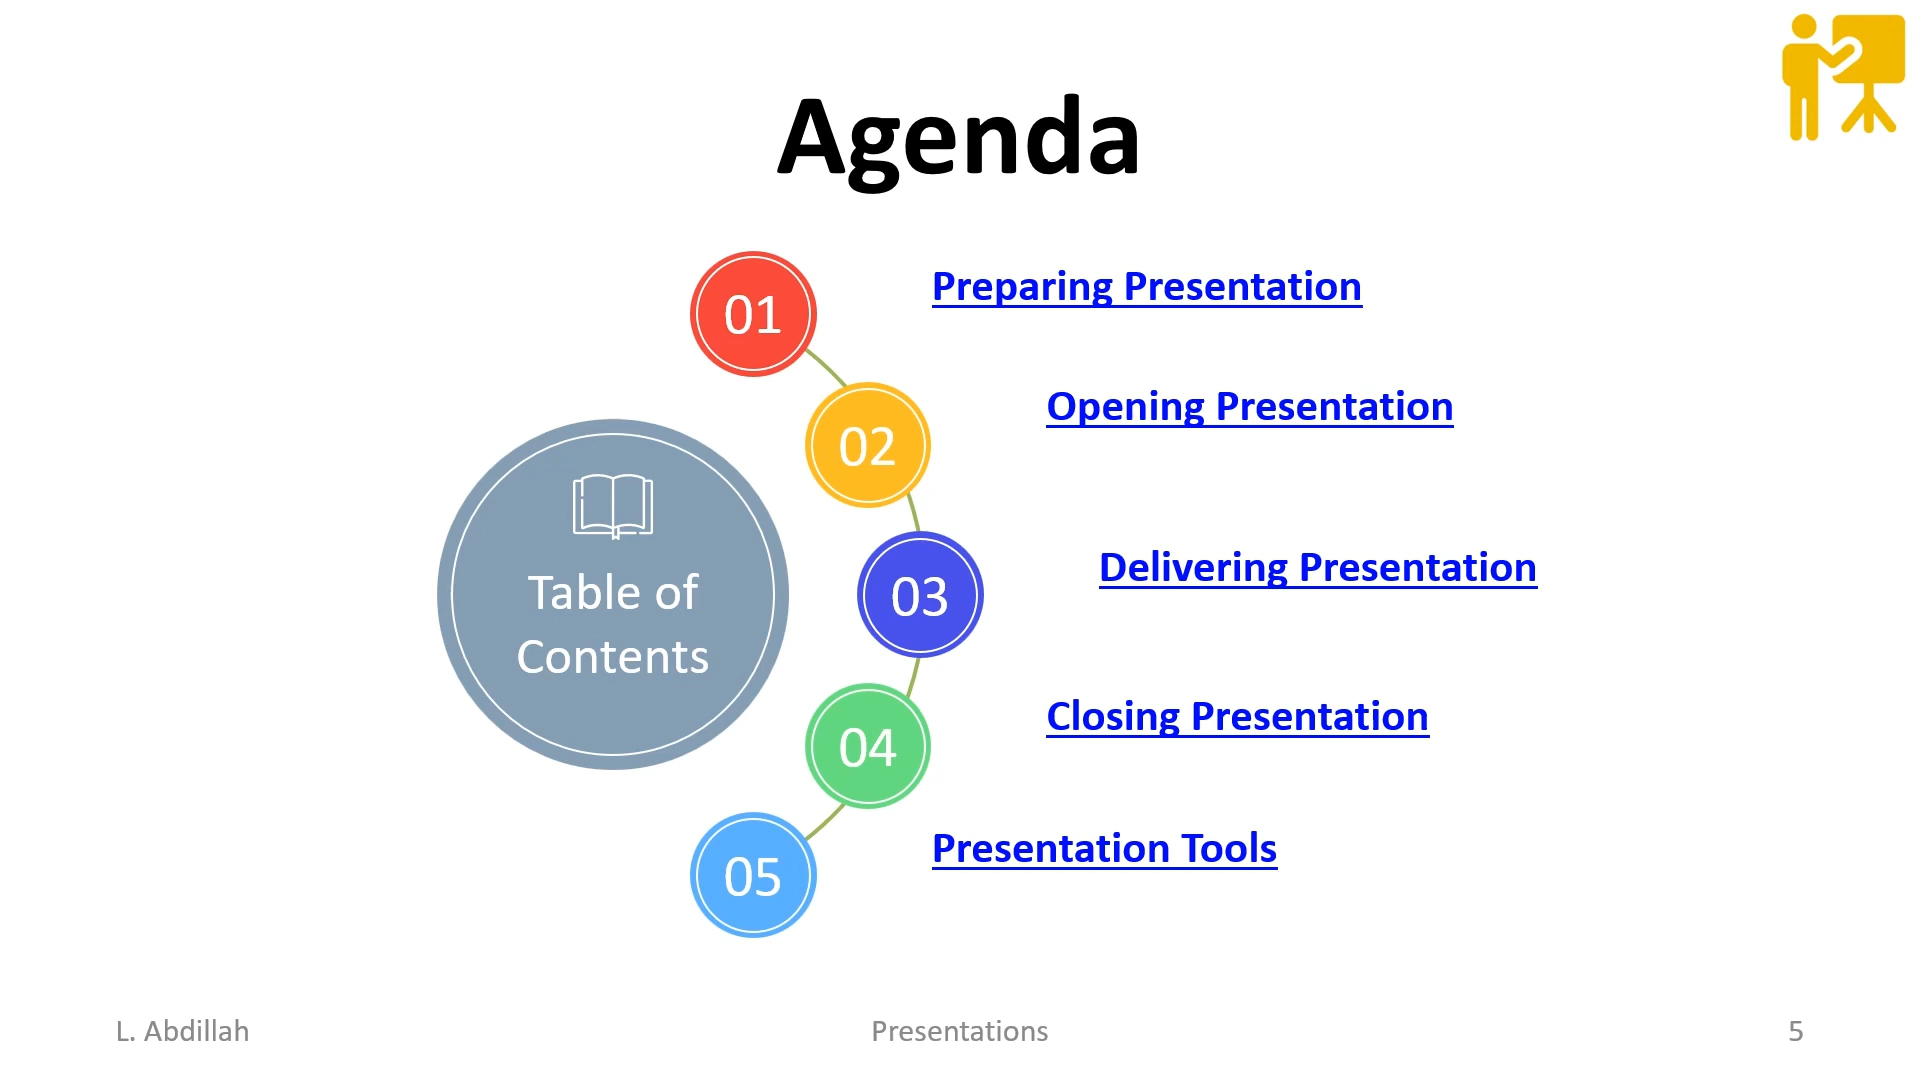 Agenda
01
Preparing Presentation
02
Opening Presentation
Table of
Contents
03
Delivering Presentation
04
Closing Presentation
05
Presentation Tools
L. Abdillah
Presentations
5